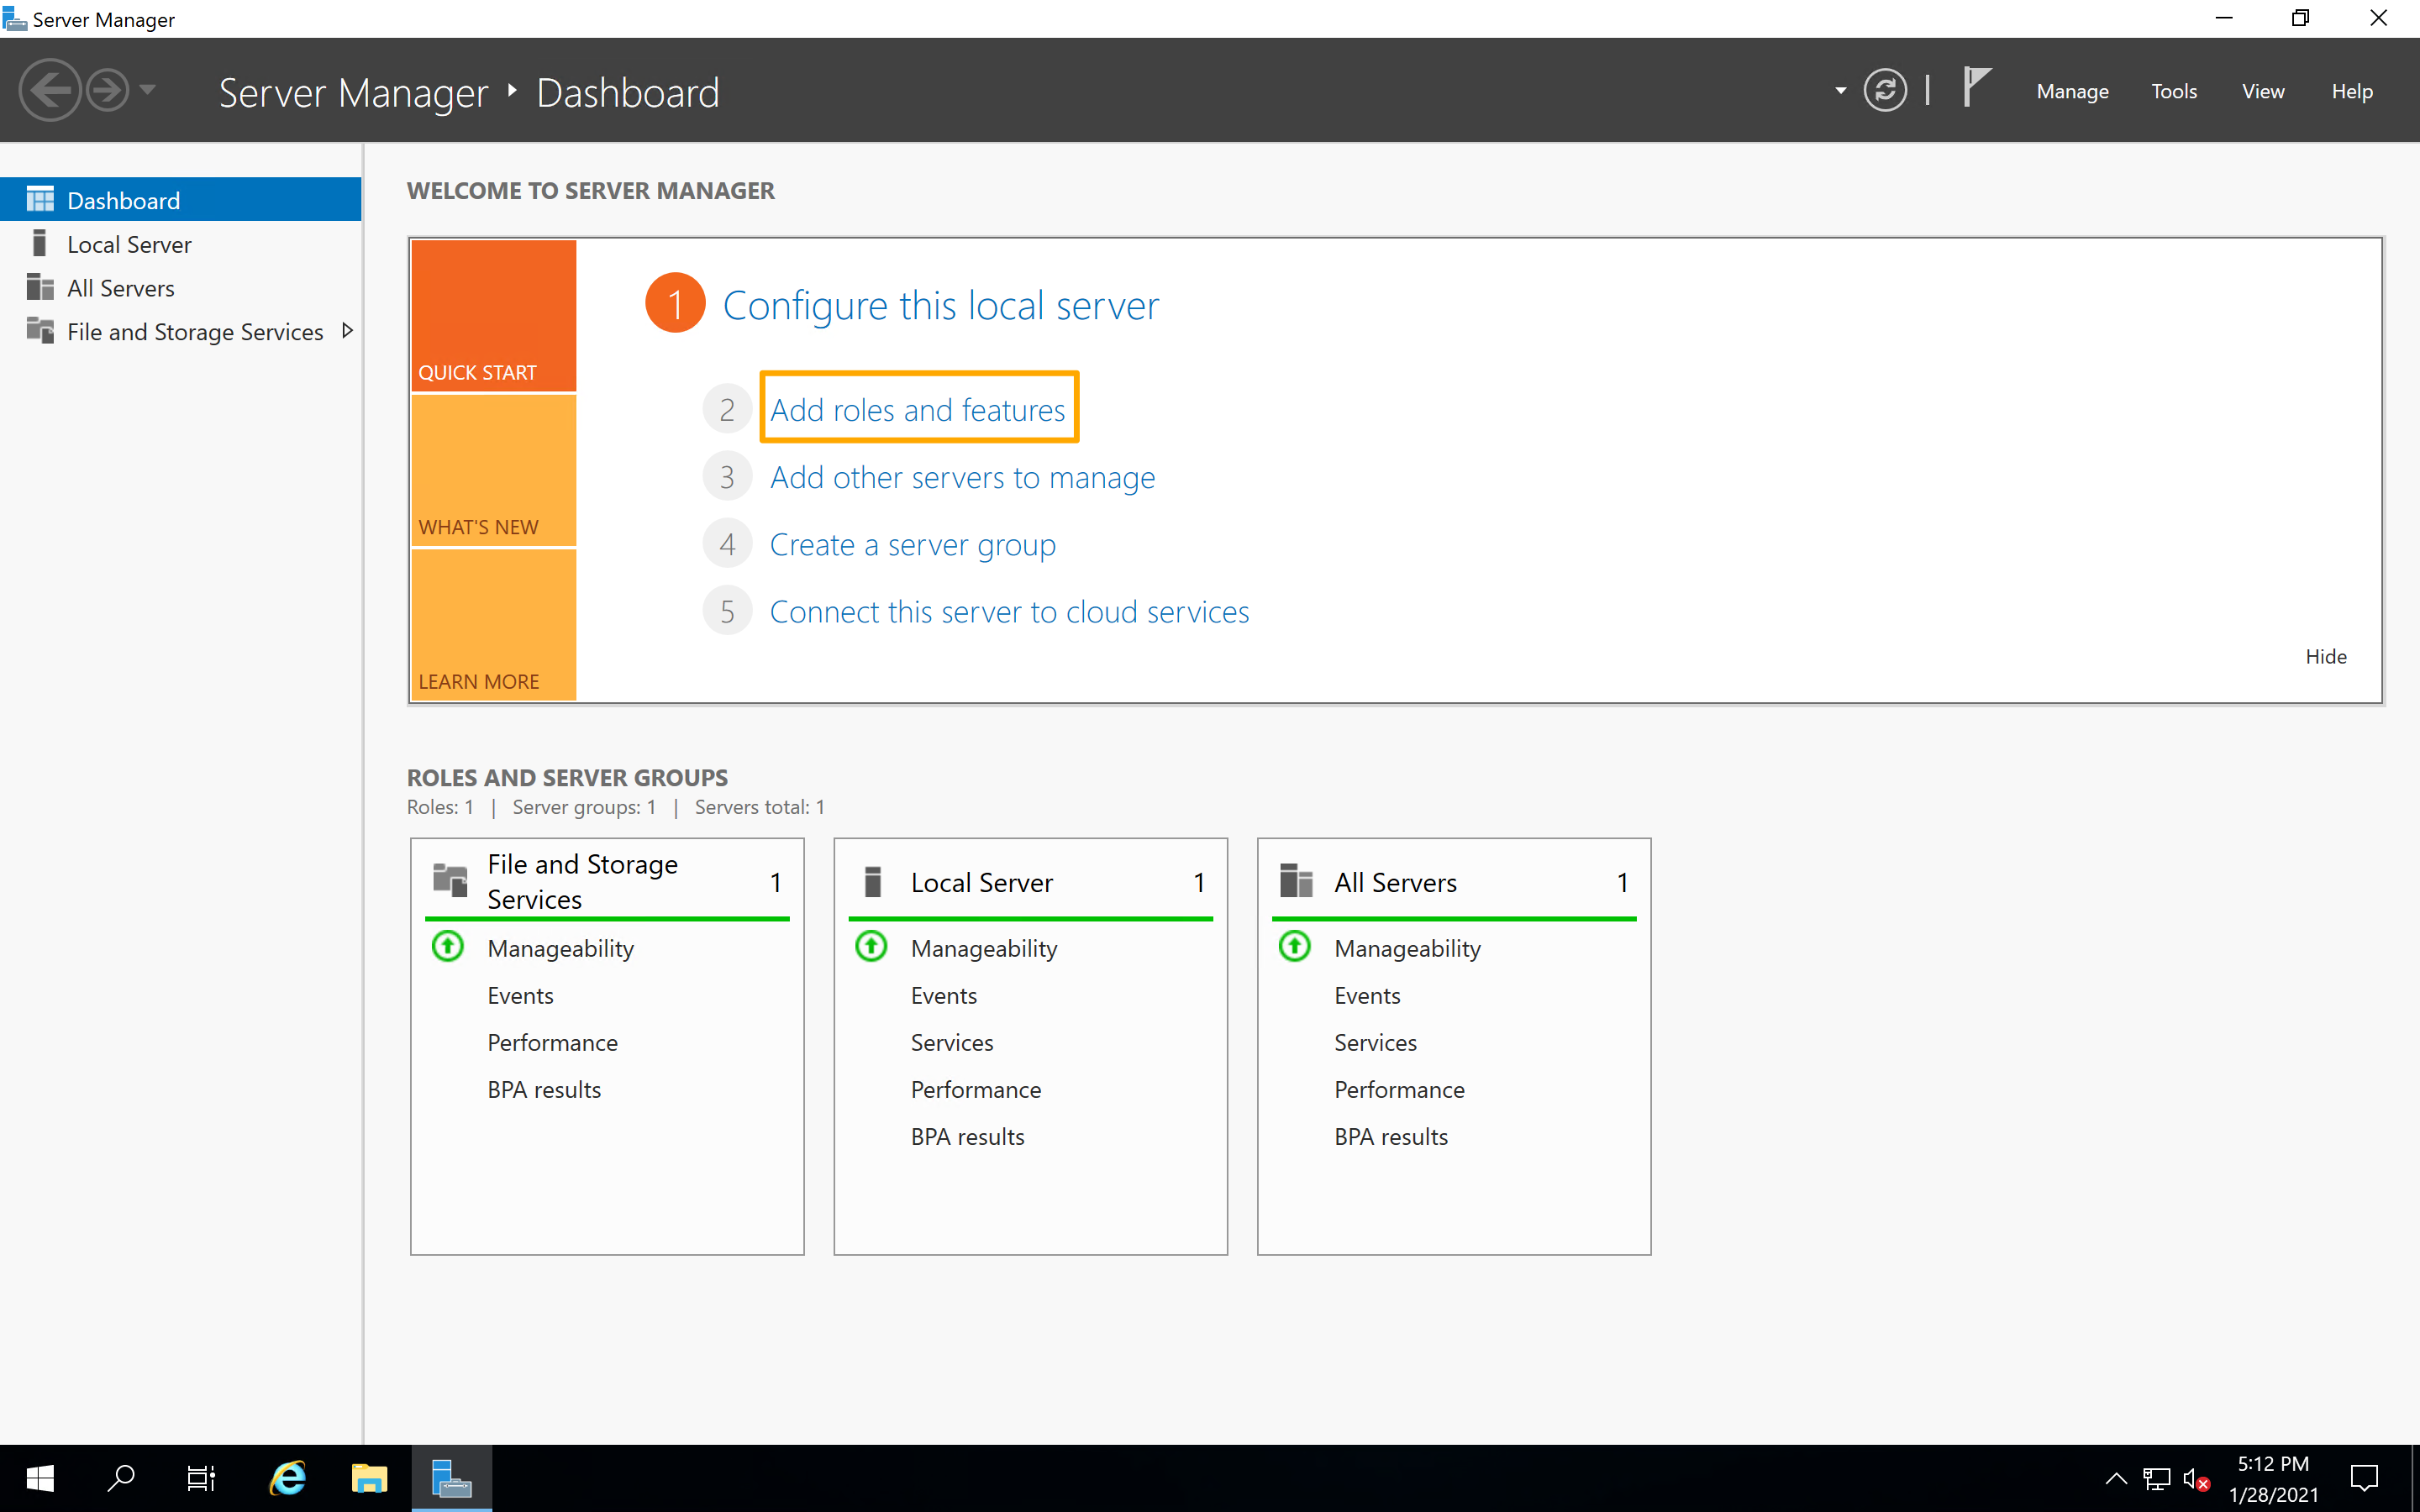 Server Manager
Server Manager ‣ Dashboard
Manage
Tools
View
Help
Dashboard
Local Server
All Servers
File and Storage Services
WELCOME TO SERVER MANAGER
QUICK START
WHAT'S NEW
LEARN MORE
1 Configure this local server
2 Add roles and features
3 Add other servers to manage
4 Create a server group
5 Connect this server to cloud services
Hide
ROLES AND SERVER GROUPS
Roles: 1 | Server groups: 1 | Servers total: 1
File and Storage
Services
1
Manageability
Events
Performance
BPA results
Local Server 1
Manageability
Events
Services
Performance
BPA results
All Servers 1
Manageability
Events
Services
Performance
BPA results
5:12 PM
1/28/2021